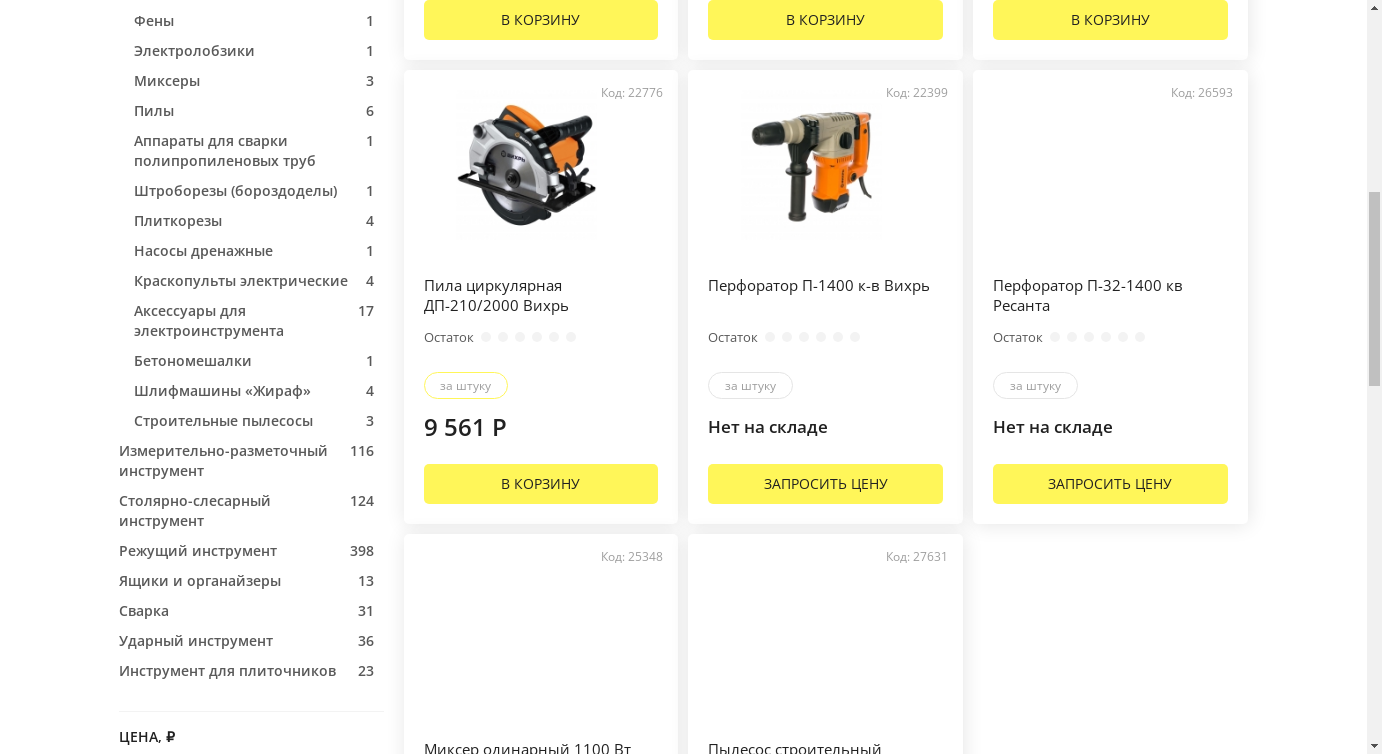 Фены 1
Электролобзики 1
Миксеры 3
Пилы 6
Аппараты для сварки 1
полипропиленовых труб
Штроборезы (бороздоделы) 1
Плиткорезы 4
Насосы дренажные 1
Краскопульты электрические 4
Аксессуары для 17
электроинструмента
Бетономешалки 1
Шлифмашины «Жираф» 4
Строительные пылесосы 3
Измерительно-разметочный 116
инструмент
Столярно-слесарный 124
инструмент
Режущий инструмент 398
Ящики и органайзеры 13
Сварка 31
Ударный инструмент 36
Инструмент для плиточников 23
ЦЕНА, ₽
В КОРЗИНУ
В КОРЗИНУ
В КОРЗИНУ
Код: 22776
ВИХРЬ
Пила циркулярная
ДП-210/2000 Вихрь
Остаток
за штуку
9 561 Р
В КОРЗИНУ
Код: 22399
Перфоратор П-1400 к-в Вихрь
Остаток
за штуку
Нет на складе
ЗАПРОСИТЬ ЦЕНУ
Код: 26593
Перфоратор П-32-1400 кв
Ресанта
Остаток
за штуку
Нет на складе
ЗАПРОСИТЬ ЦЕНУ
Код: 25348
Миксер одинарный 1100 Вт
Код: 27631
Пылесос строительный